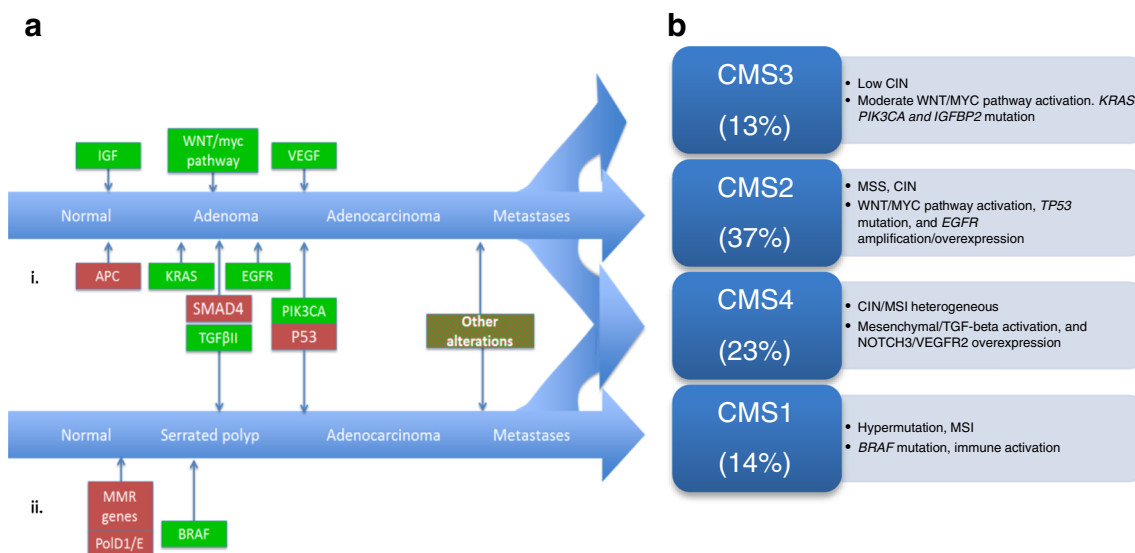 a
IGF
WNT/myc
pathway
VEGF
Normal
Adenoma
Adenocarcinoma
Metastases
i.
APC
KRAS
EGFR
SMAD4
TGFβII
PIK3CA
P53
Other
alterations
Normal
Serrated polyp
Adenocarcinoma
Metastases
ii.
MMR
genes
PolD1/E
BRAF
b
CMS3
(13%)
• Low CIN
• Moderate WNT/MYC pathway activation. KRAS
PIK3CA and IGFBP2 mutation
CMS2
(37%)
• MSS, CIN
• WNT/MYC pathway activation, TP53
mutation, and EGFR
amplification/overexpression
CMS4
(23%)
• CIN/MSI heterogeneous
• Mesenchymal/TGF-beta activation, and
NOTCH3/VEGFR2 overexpression
CMS1
(14%)
• Hypermutation, MSI
• BRAF mutation, immune activation